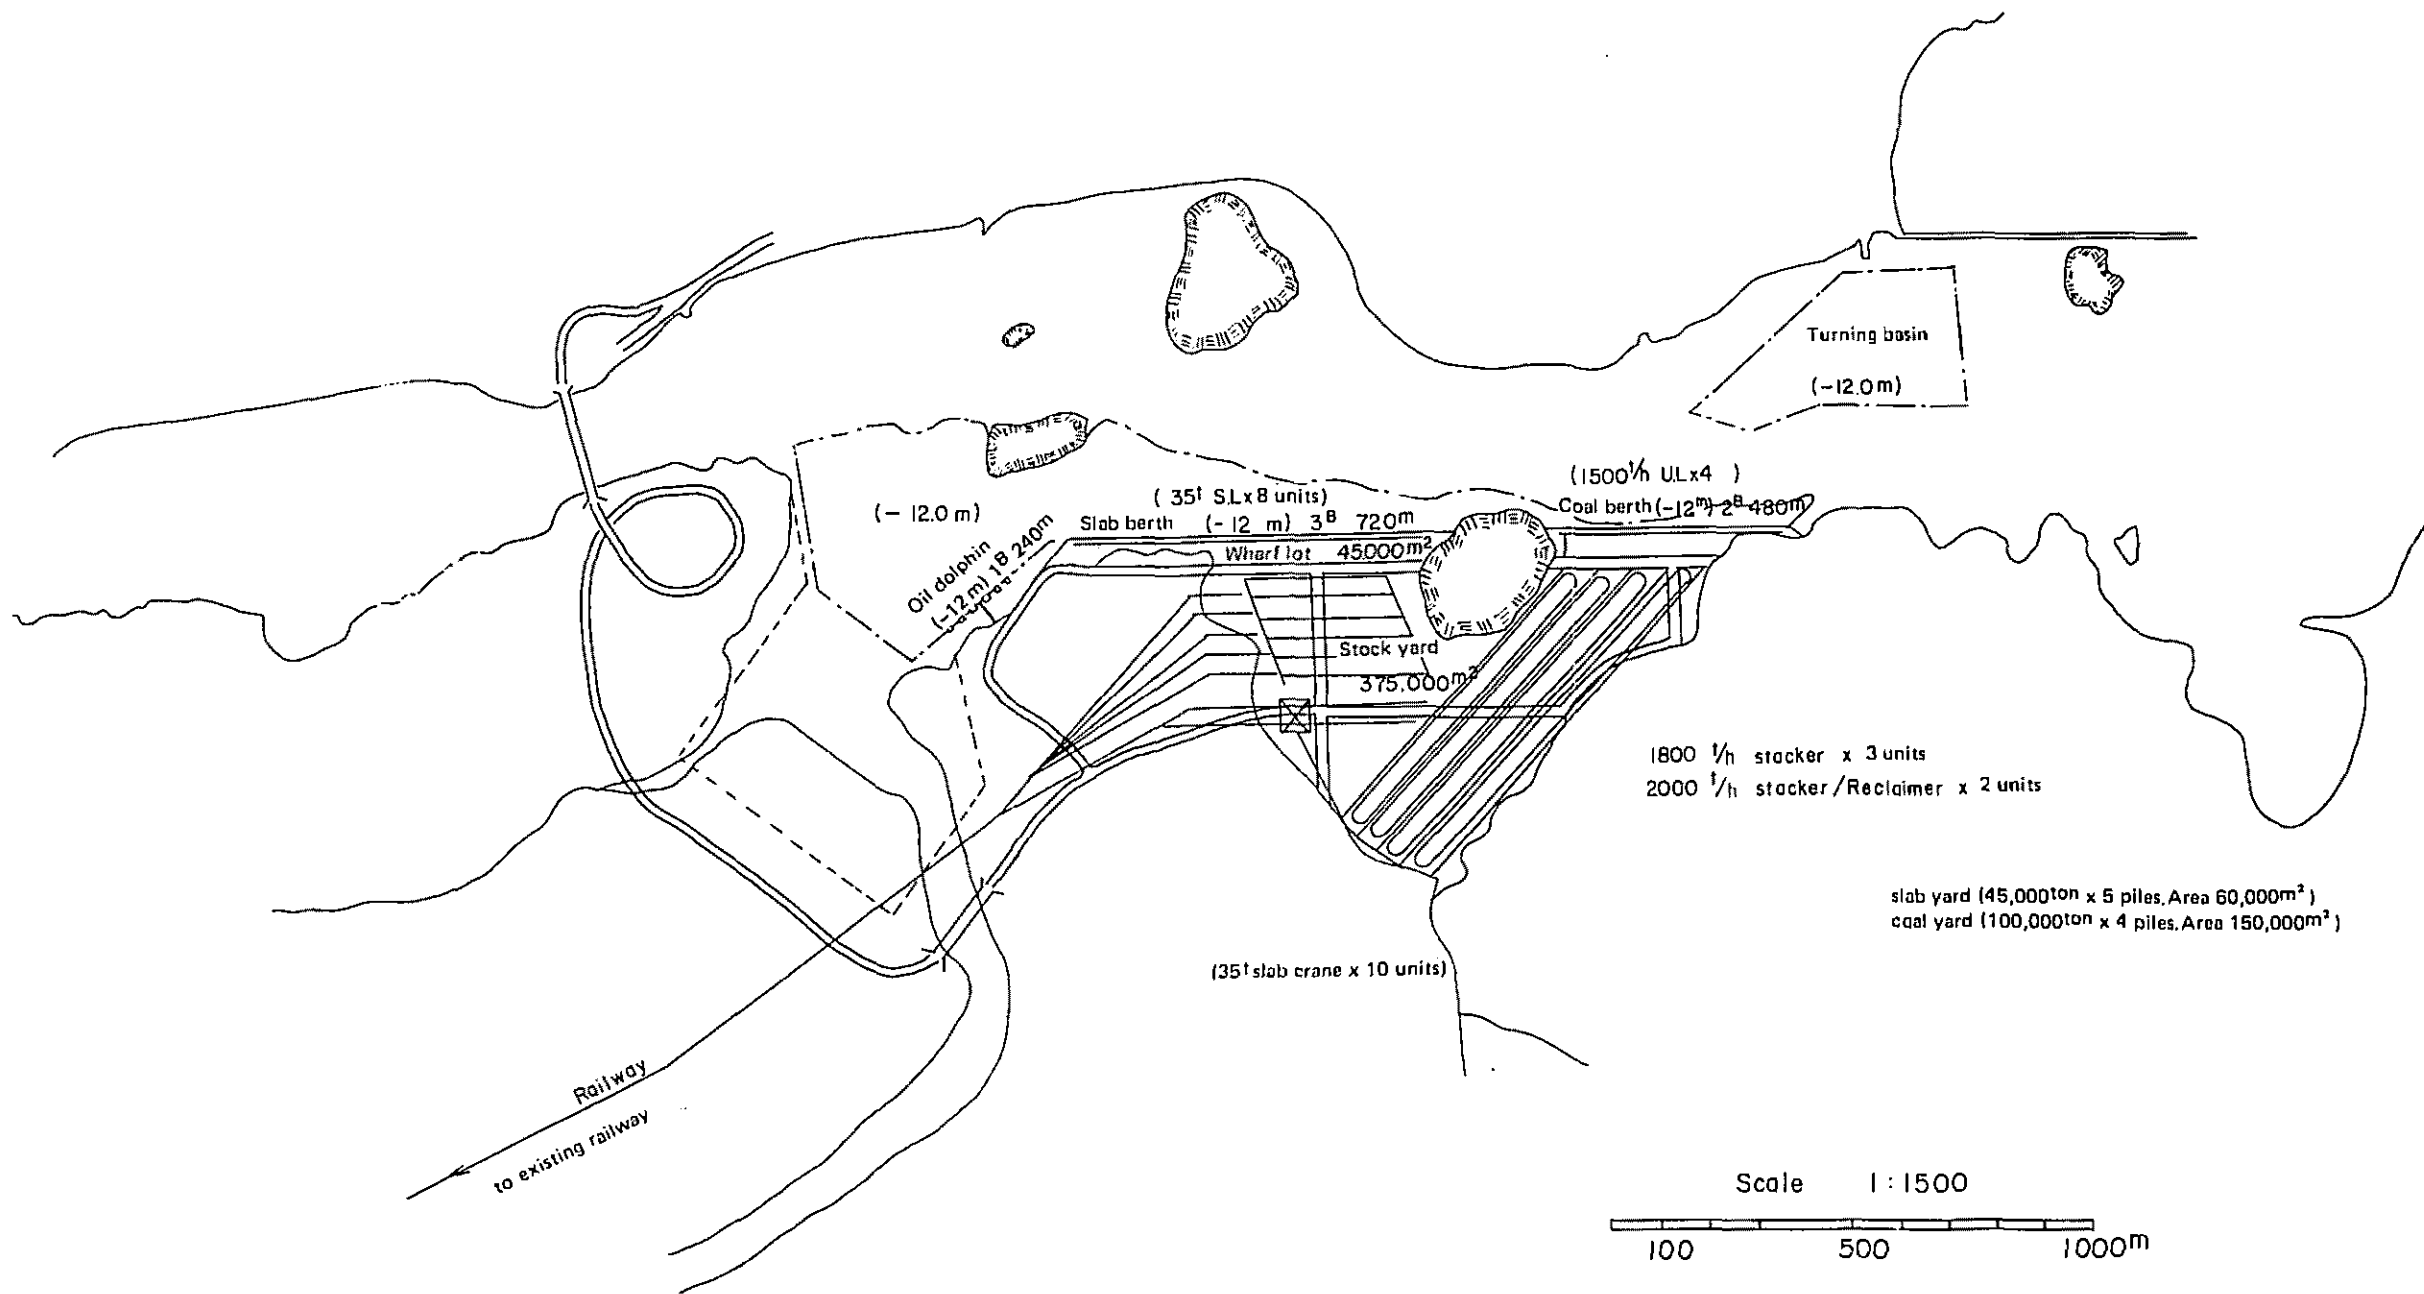 Turning basin
(-12.0m)
(1500t/h U.L x4 )
Coal berth (-12m) 2B 480m
( 35t S.L x 8 units)
Slab berth (-12 m) 3B 720m
(- 12.0 m)
Oil dolphin
(-12m) 1B 240m
Wharf lot 45000m²
Stock yard
375,000m²
1800 t/h stacker x 3 units
2000 t/h stacker/Reclaimer x 2 units
slab yard (45,000ton x 5 piles. Area 60,000m²)
coal yard (100,000ton x 4 piles. Area 150,000m²)
(35t slab crane x 10 units)
Railway
to existing railway
Scale 1:1500
100 500 1000m